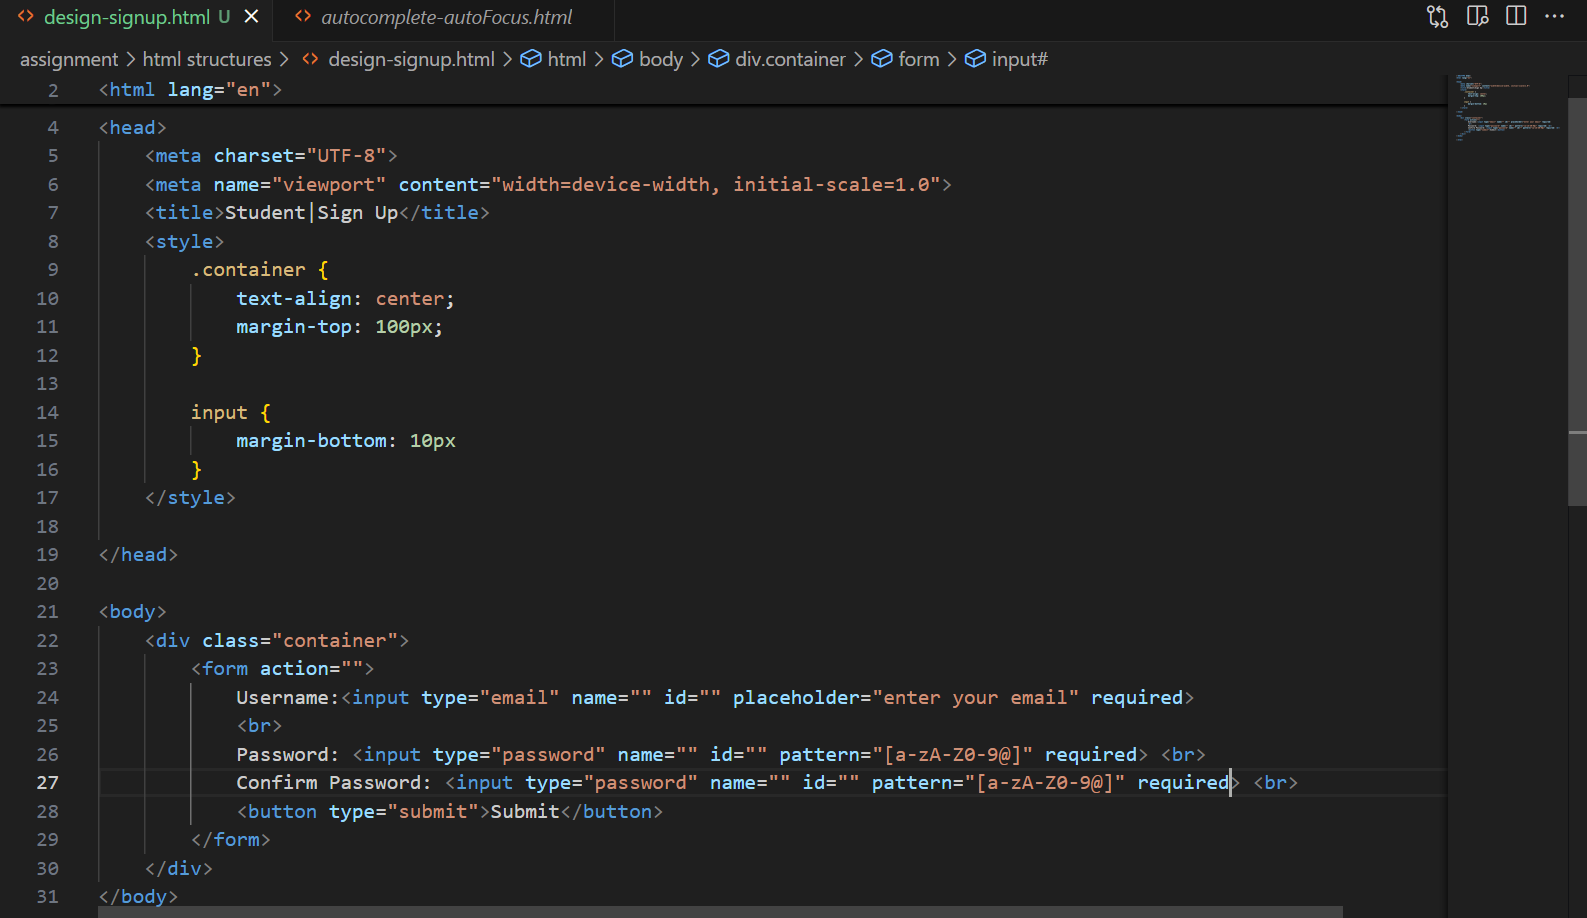 design-signup.html U
autocomplete-autoFocus.html
assignment > html structures > design-signup.html > html > body > div.container > form > input#
2 <html lang="en">
4 <head>
5 <meta charset="UTF-8">
6 <meta name="viewport" content="width=device-width, initial-scale=1.0">
7 <title>Student|Sign Up</title>
8 <style>
9 .container {
10 text-align: center;
11 margin-top: 100px;
12 }
13
14 input {
15 margin-bottom: 10px
16 }
17 </style>
18
19 </head>
20
21 <body>
22 <div class="container">
23 <form action="">
24 Username:<input type="email" name="" id="" placeholder="enter your email" required>
25 <br>
26 Password: <input type="password" name="" id="" pattern="[a-zA-Z0-9@]" required> <br>
27 Confirm Password: <input type="password" name="" id="" pattern="[a-zA-Z0-9@]" required> <br>
28 <button type="submit">Submit</button>
29 </form>
30 </div>
31 </body>